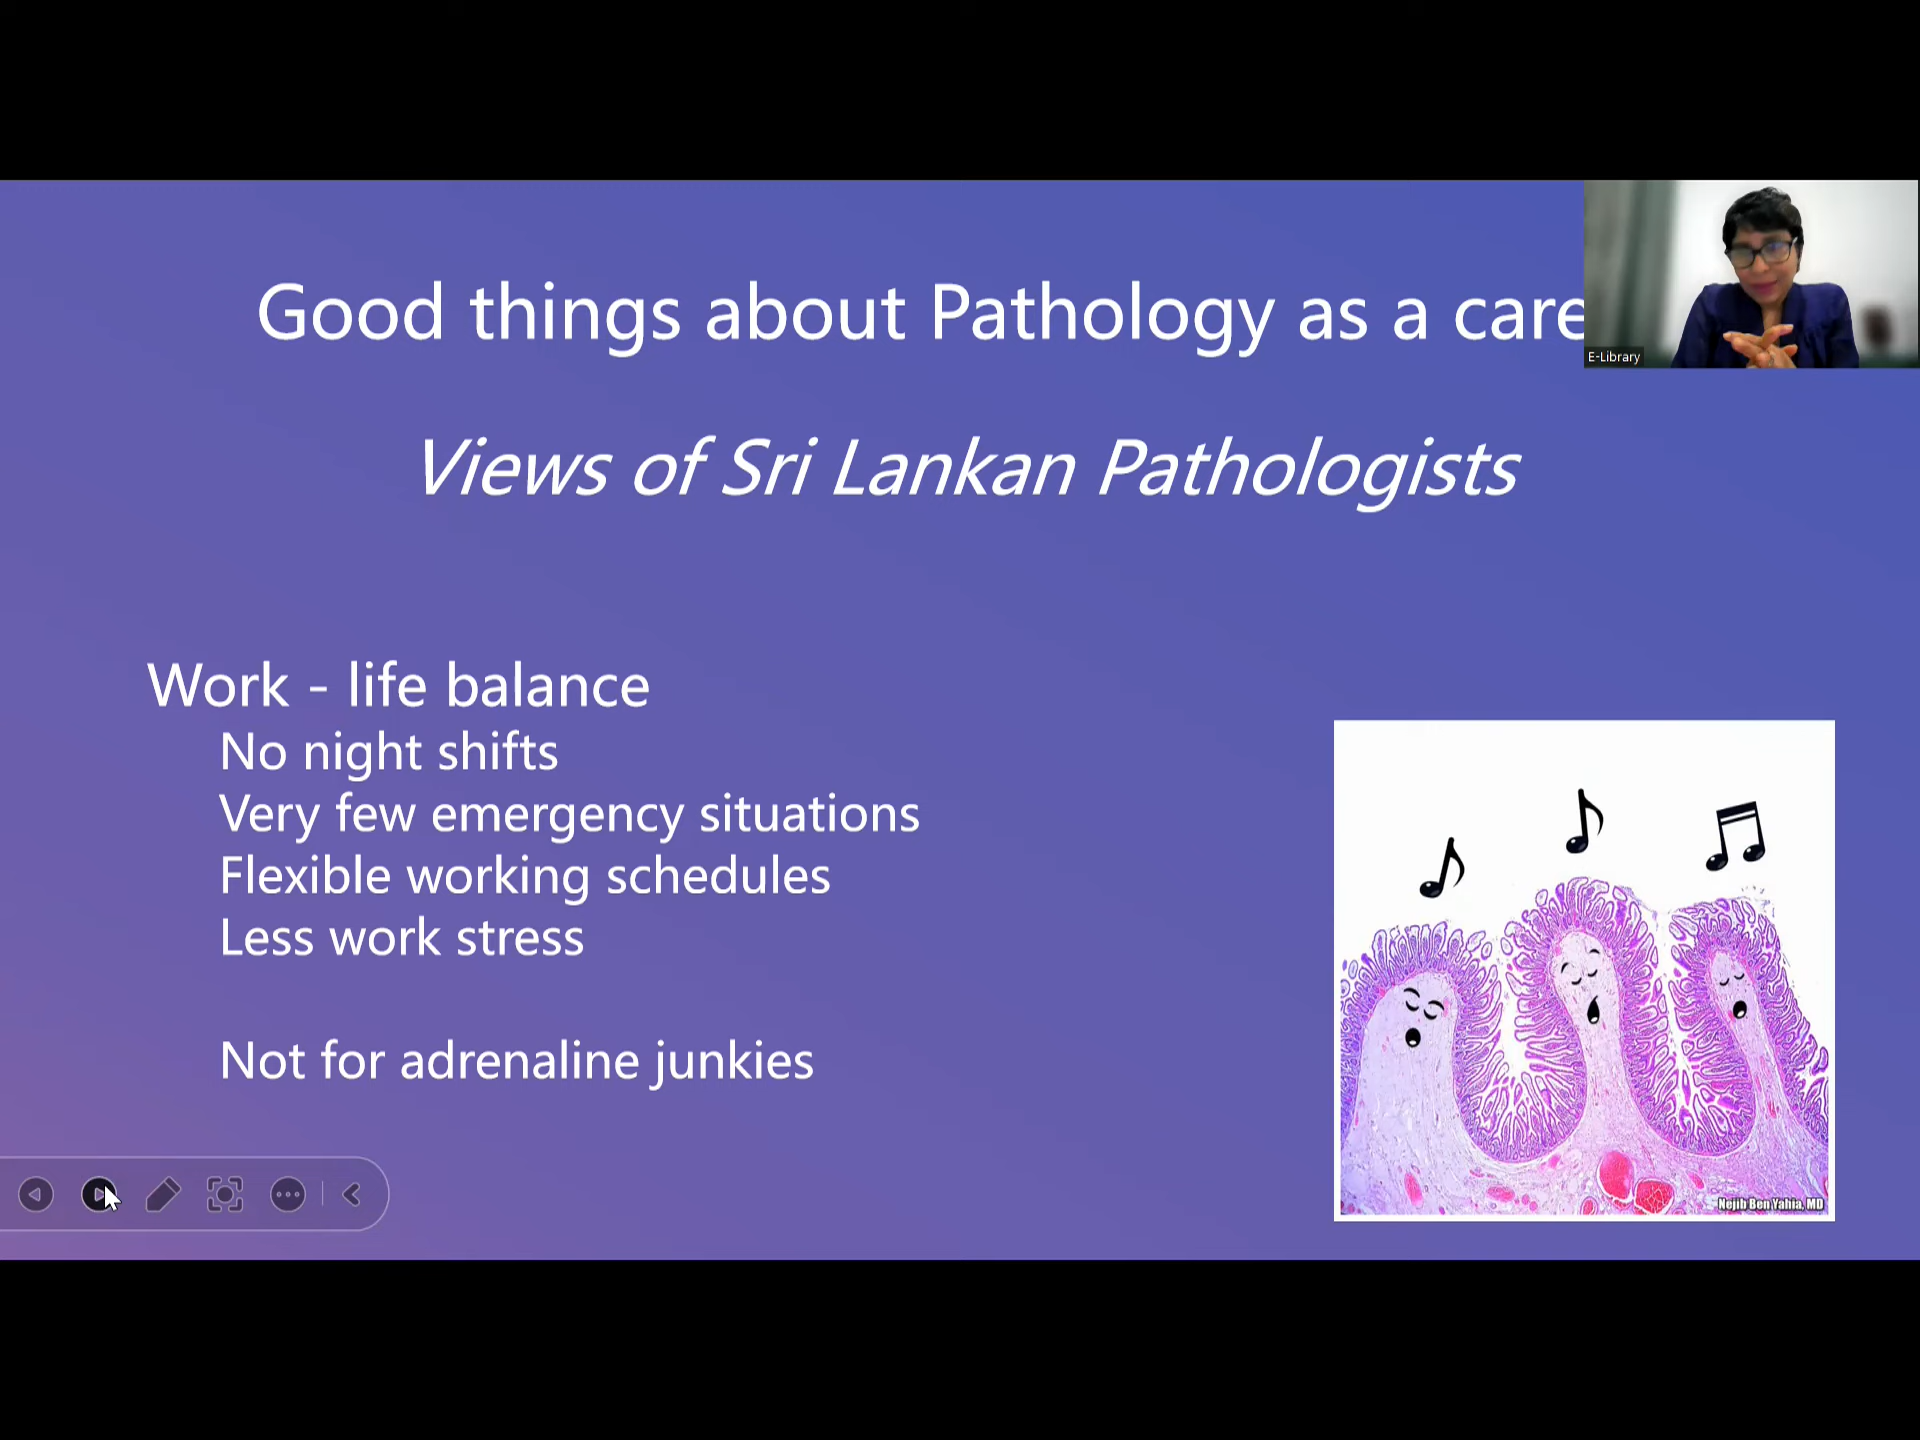 Good things about Pathology as a care
E-Library
Views of Sri Lankan Pathologists
Work - life balance
No night shifts
Very few emergency situations
Flexible working schedules
Less work stress
Not for adrenaline junkies
Nejib Ben Yahia, MD